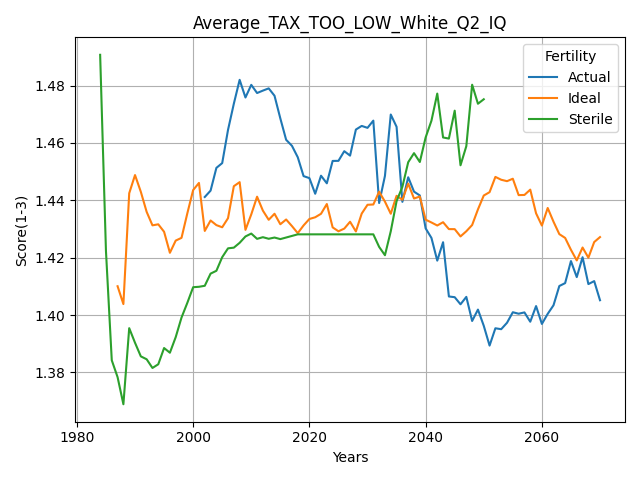 Average_TAX_TOO_LOW_White_Q2_IQ
Fertility
Actual
Ideal
Sterile
Score(1-3)
1.48
1.46
1.44
1.42
1.40
1.38
1980
2000
2020
2040
2060
Years